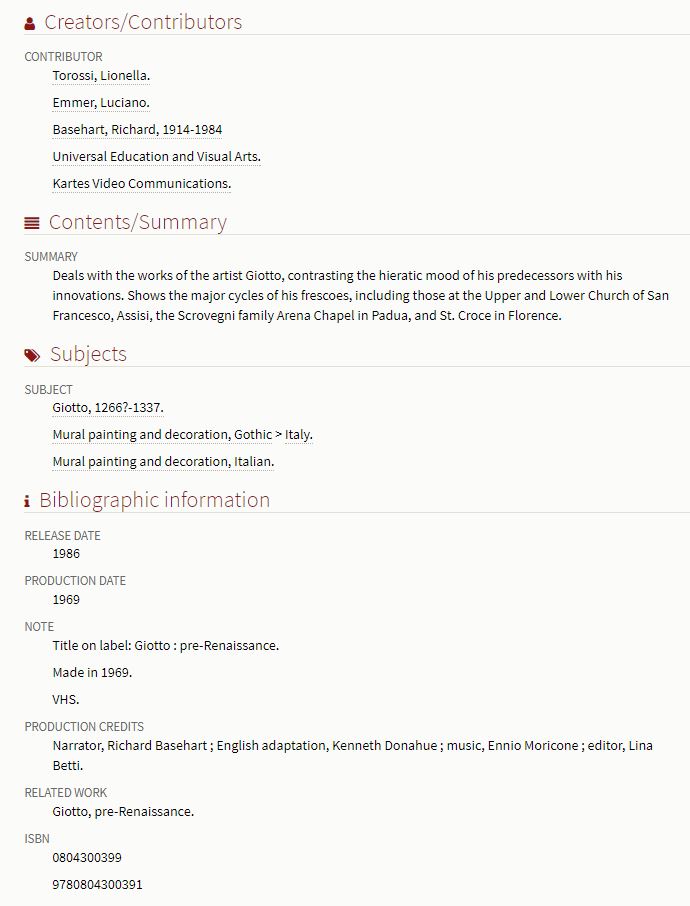 Creators/Contributors
CONTRIBUTOR
Torossi, Lionella.
Emmer, Luciano.
Basehart, Richard, 1914-1984
Universal Education and Visual Arts.
Kartes Video Communications.
Contents/Summary
SUMMARY
Deals with the works of the artist Giotto, contrasting the hieratic mood of his predecessors with his
innovations. Shows the major cycles of his frescoes, including those at the Upper and Lower Church of San
Francesco, Assisi, the Scrovegni family Arena Chapel in Padua, and St. Croce in Florence.
Subjects
SUBJECT
Giotto, 1266?-1337.
Mural painting and decoration, Gothic > Italy.
Mural painting and decoration, Italian.
Bibliographic information
RELEASE DATE
1986
PRODUCTION DATE
1969
NOTE
Title on label: Giotto : pre-Renaissance.
Made in 1969.
VHS.
PRODUCTION CREDITS
Narrator, Richard Basehart ; English adaptation, Kenneth Donahue ; music, Ennio Moricone ; editor, Lina
Betti.
RELATED WORK
Giotto, pre-Renaissance.
ISBN
0804300399
9780804300391